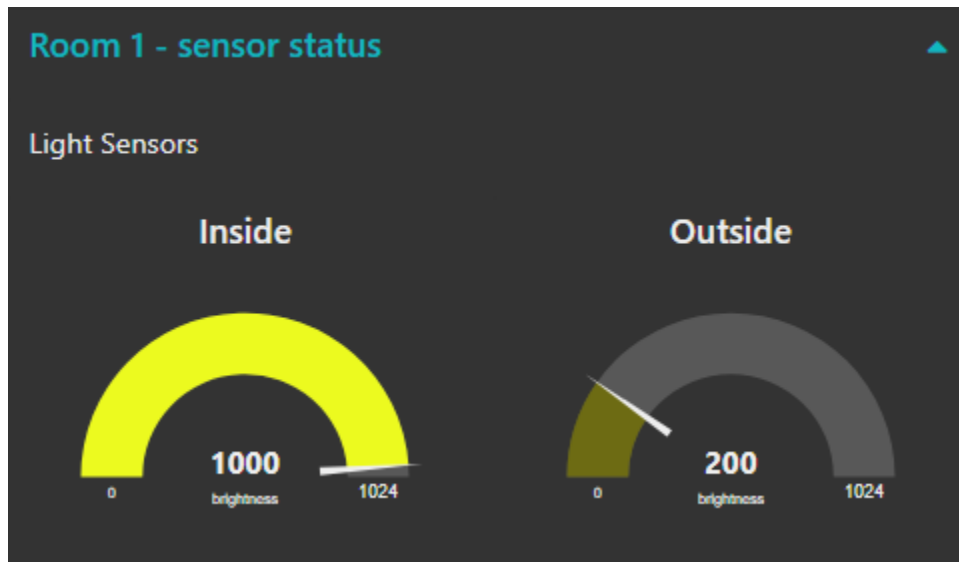 Room 1 - sensor status
Light Sensors
Inside
Outside
1000
0
brightness
1024
200
0
brightness
1024